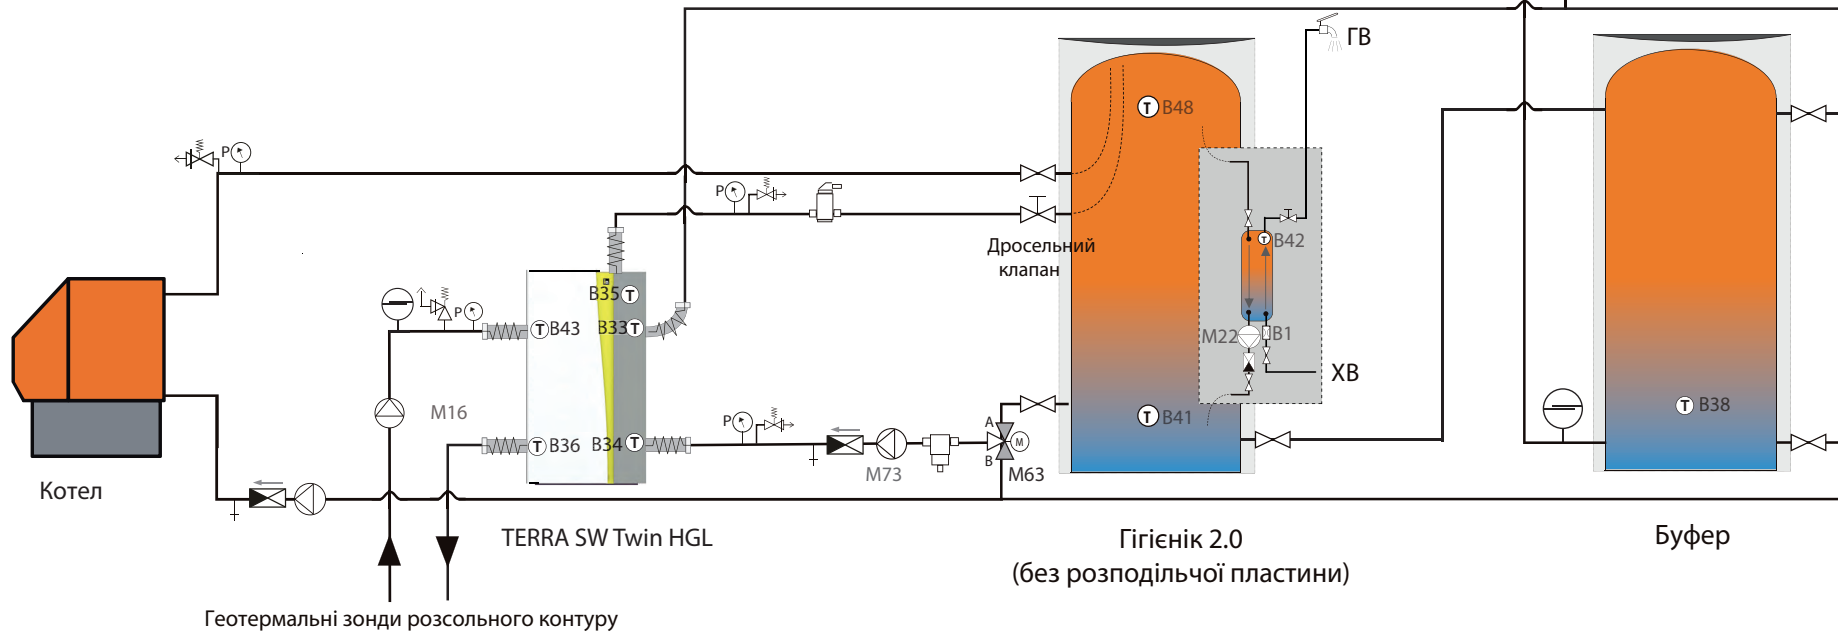 ГВ
T B48
P
P
T B42
Дросельний
клапан
B35 T
P
T B43
B33 T
M22
B1
ХВ
M16
P
A
T B41
T B38
T B36
B34 T
M
B
M73
M63
Котел
TERRA SW Twin HGL
Гігієнік 2.0
(без розподільчої пластини)
Буфер
Геотермальні зонди розсольного контуру